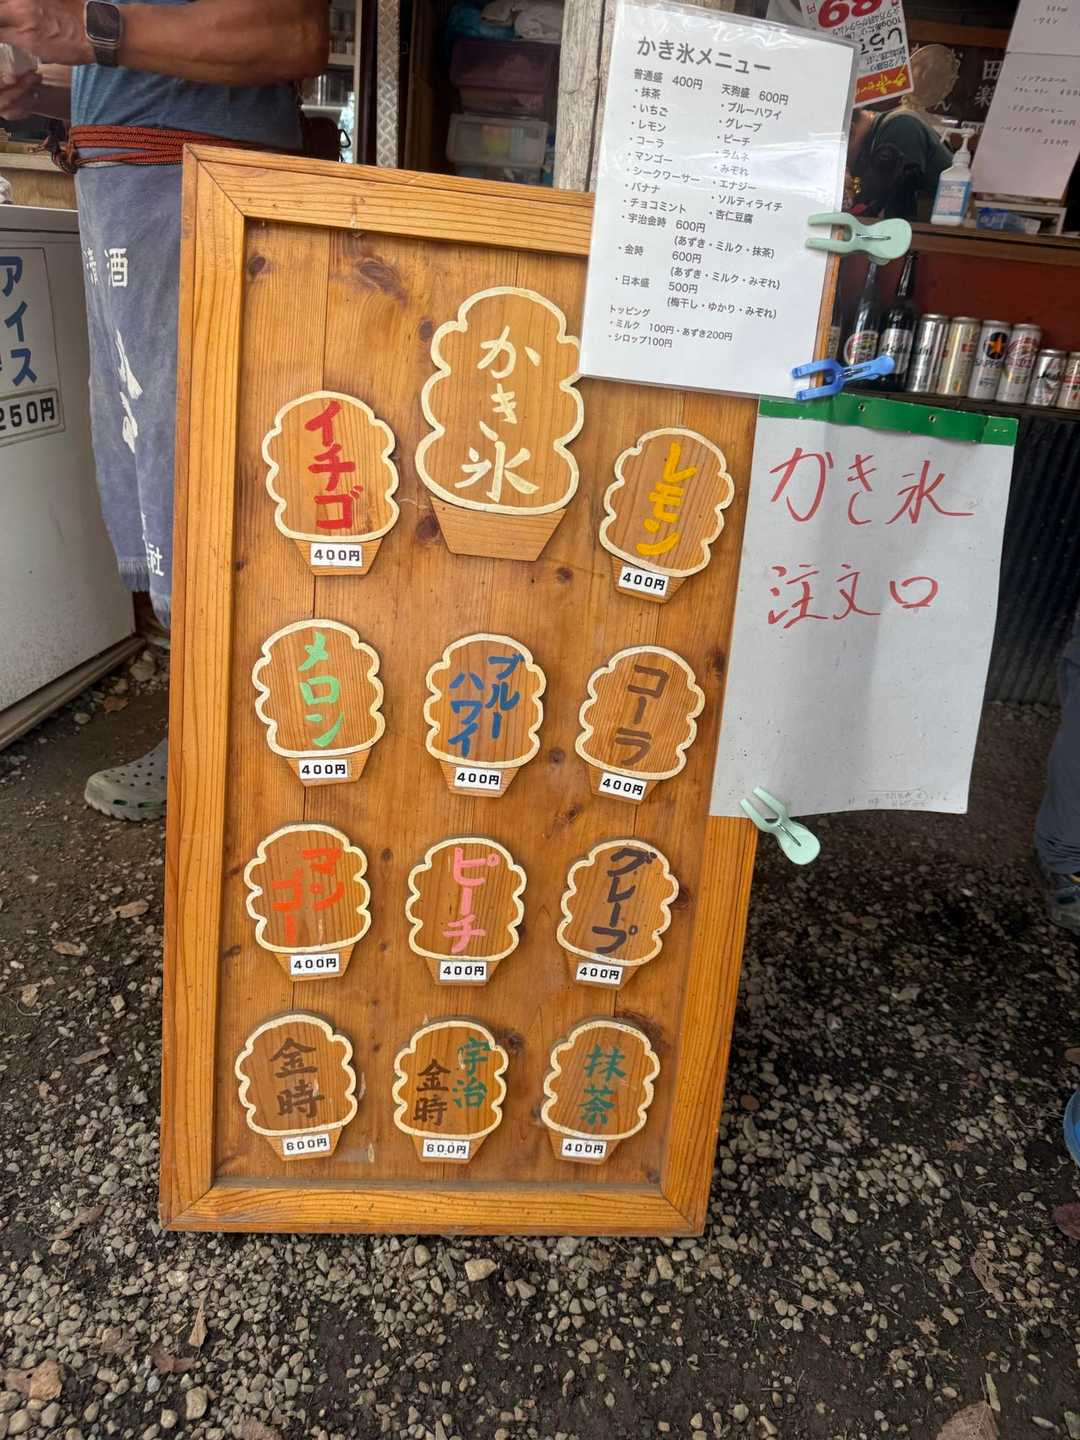 かき氷メニュー
普通盛 400円 天狗盛 600円
・抹茶 ・ブルーハワイ
・いちご ・グレープ
・レモン ・ピーチ
・コーラ ・ラムネ
・マンゴー ・みぞれ
・シークワーサー ・エナジー
・バナナ ・ソルティライチ
・チョコミント ・杏仁豆腐
・宇治金時 600円
(あずき・ミルク・抹茶)
・金時 600円
(あずき・ミルク・みぞれ)
・日本盛 500円
(梅干し・ゆかり・みぞれ)
トッピング
・ミルク 100円・あずき200円
・シロップ100円
かき氷
イチゴ
400円
レモン
400円
メロン
400円
ブルー
ハワイ
400円
コーラ
400円
マン
ゴー
400円
ピーチ
400円
グレープ
400円
金時
600円
宇治
金時
600円
抹茶
400円
かき氷
注文口
アイス
250円
酒